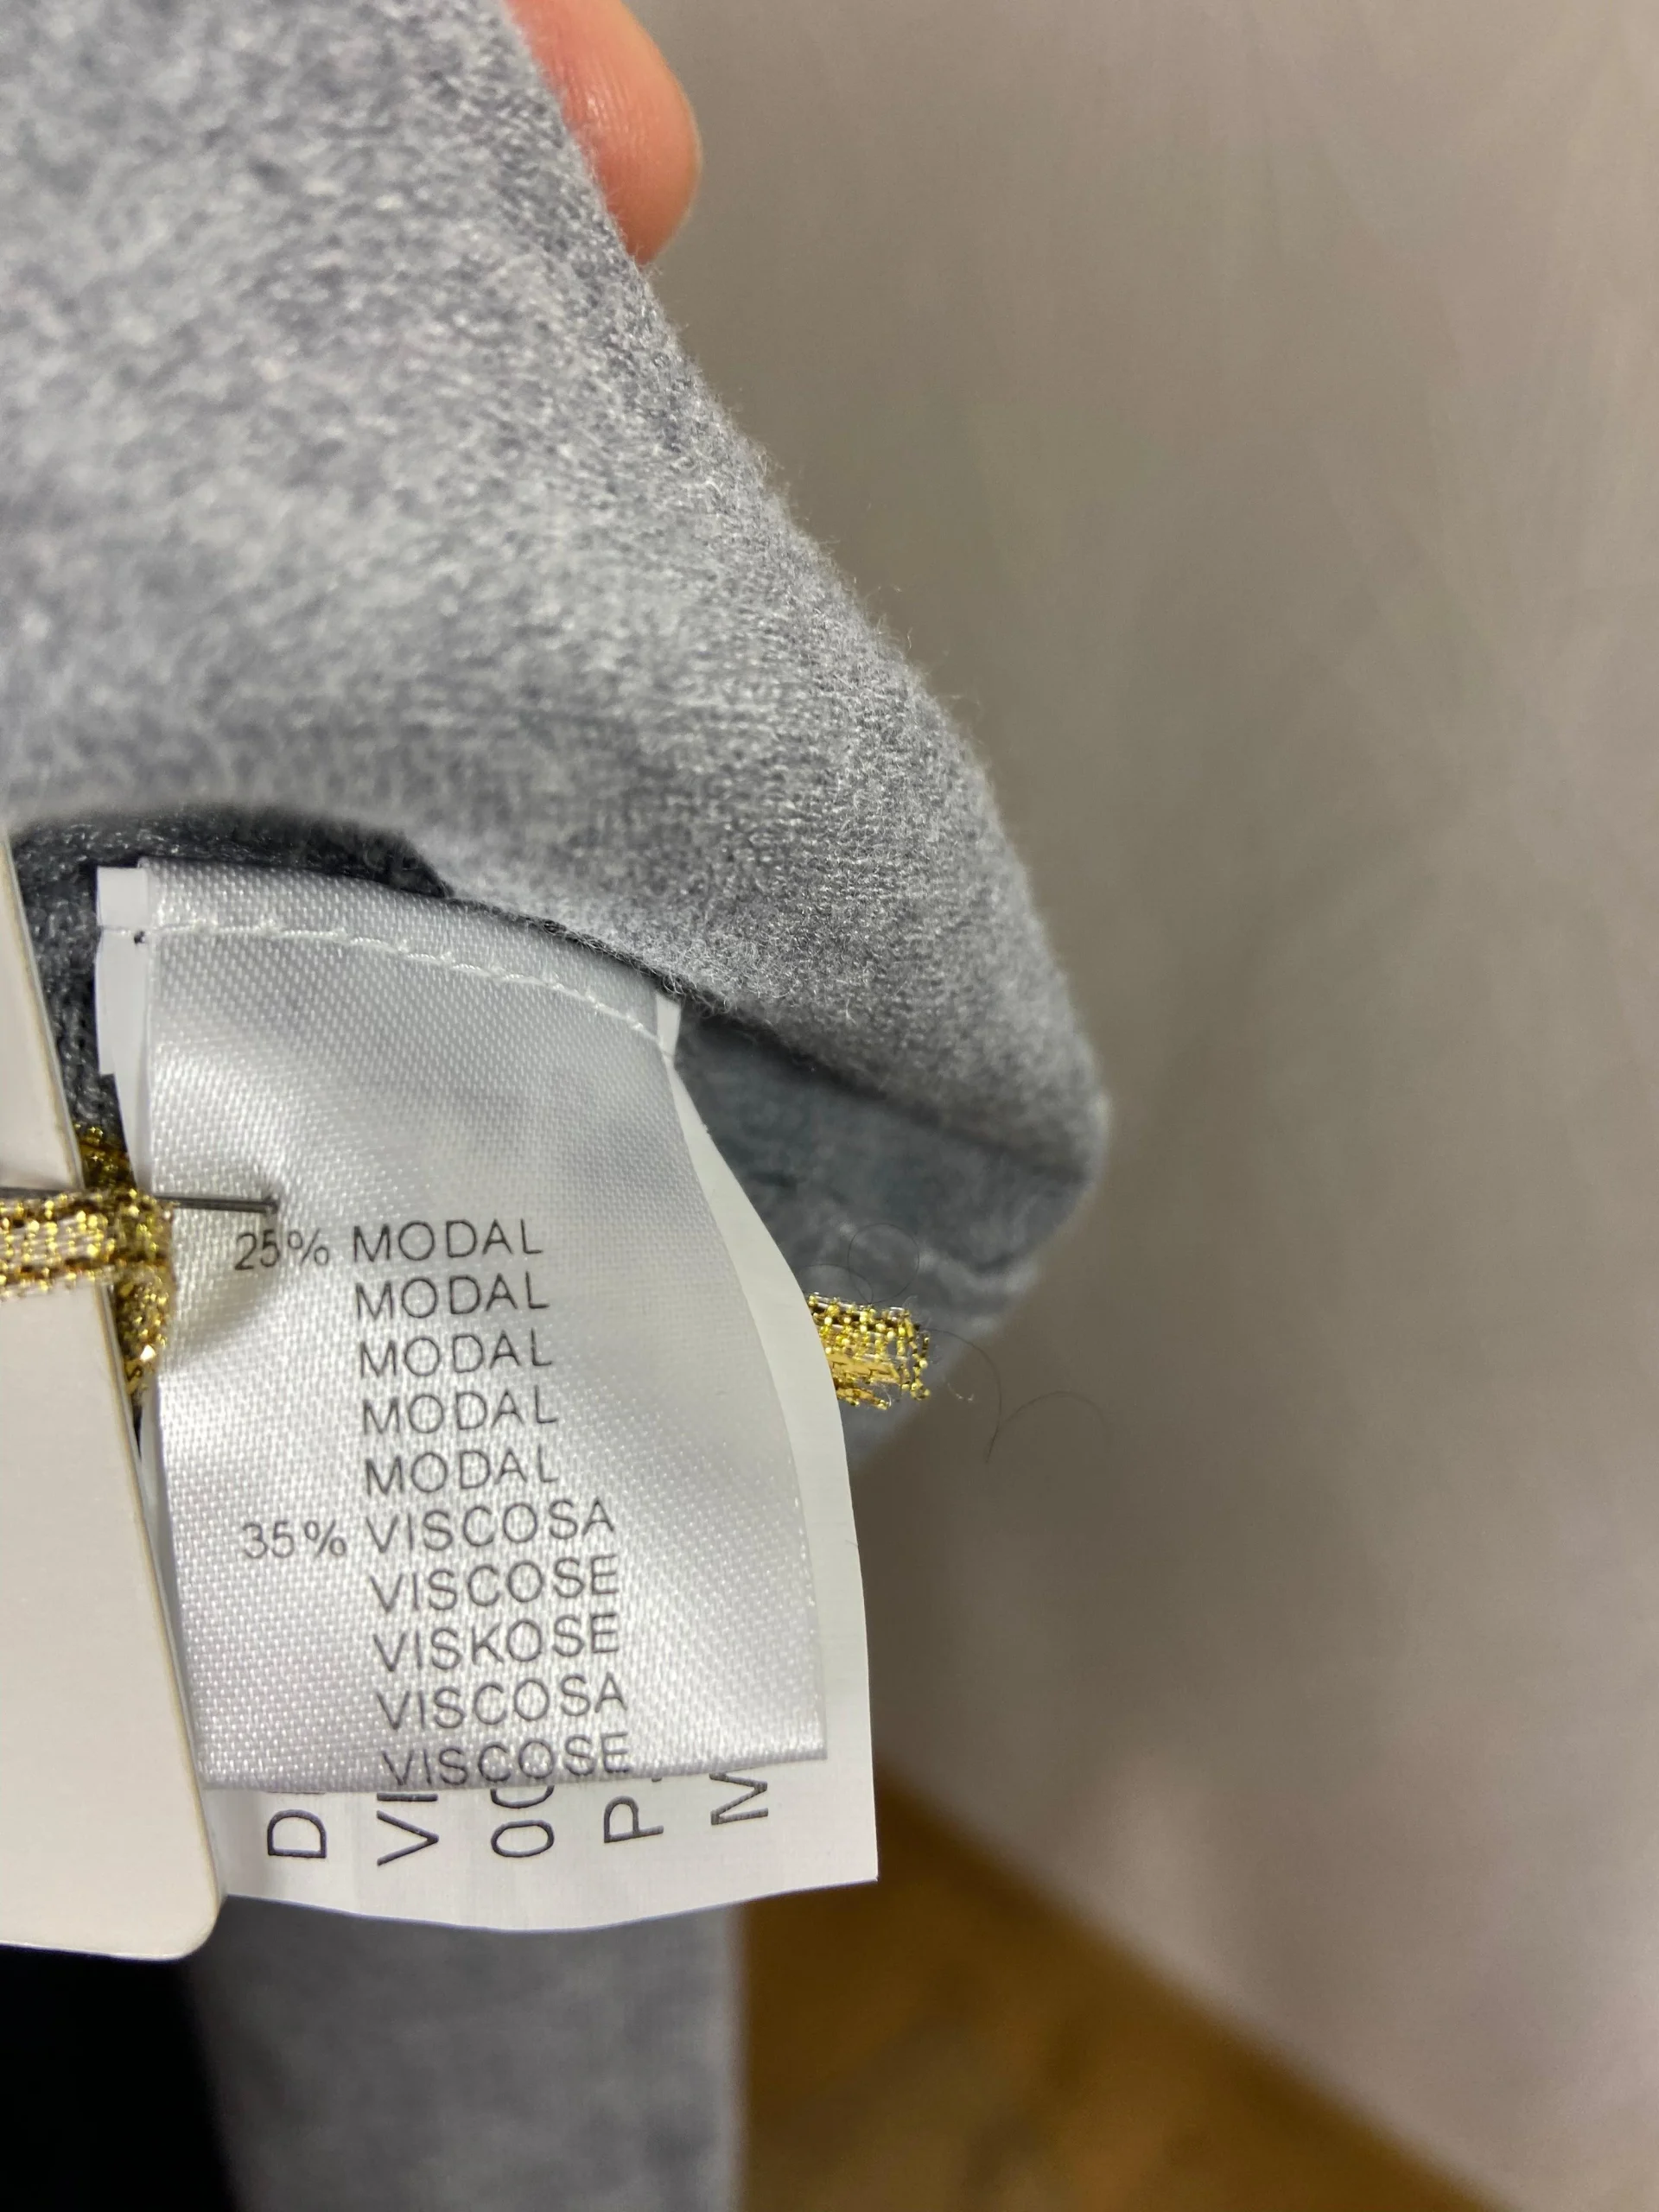 25% MODAL
MODAL
MODAL
MODAL
MODAL
35% VISCOSA
VISCOSE
VISKOSE
VISCOSA
VISCOSE